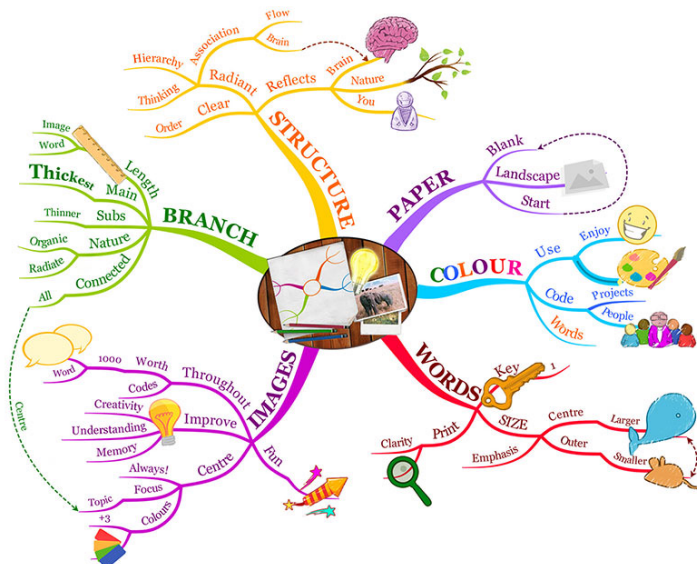 STRUCTURE
Radiant
Association
Flow
Brain
Hierarchy
Thinking
Reflects
Brain
Nature
You
Clear
Order
PAPER
Blank
Landscape
Start
COLOUR
Use
Enjoy
Code
Projects
People
Words
WORDS
Key
1
SIZE
Centre
Larger
Outer
Smaller
Emphasis
Print
Clarity
IMAGES
Throughout
Worth
1000
Word
Codes
Improve
Creativity
Understanding
Memory
Centre
Always!
Focus
Topic
Colours
+3
Fun
BRANCH
Length
Image
Word
Main
Thickest
Subs
Thinner
Nature
Organic
Radiate
Connected
All
Centre